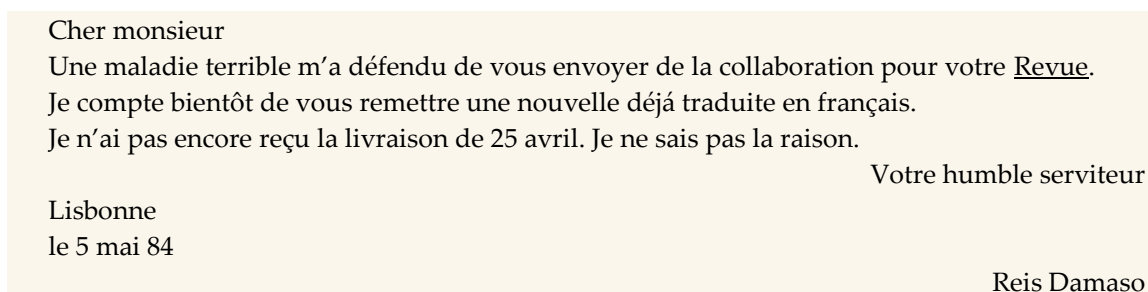 Cher monsieur
Une maladie terrible m’a défendu de vous envoyer de la collaboration pour votre Revue.
Je compte bientôt de vous remettre une nouvelle déjá traduite en français.
Je n’ai pas encore reçu la livraison de 25 avril. Je ne sais pas la raison.
Votre humble serviteur
Lisbonne
le 5 mai 84
Reis Damaso